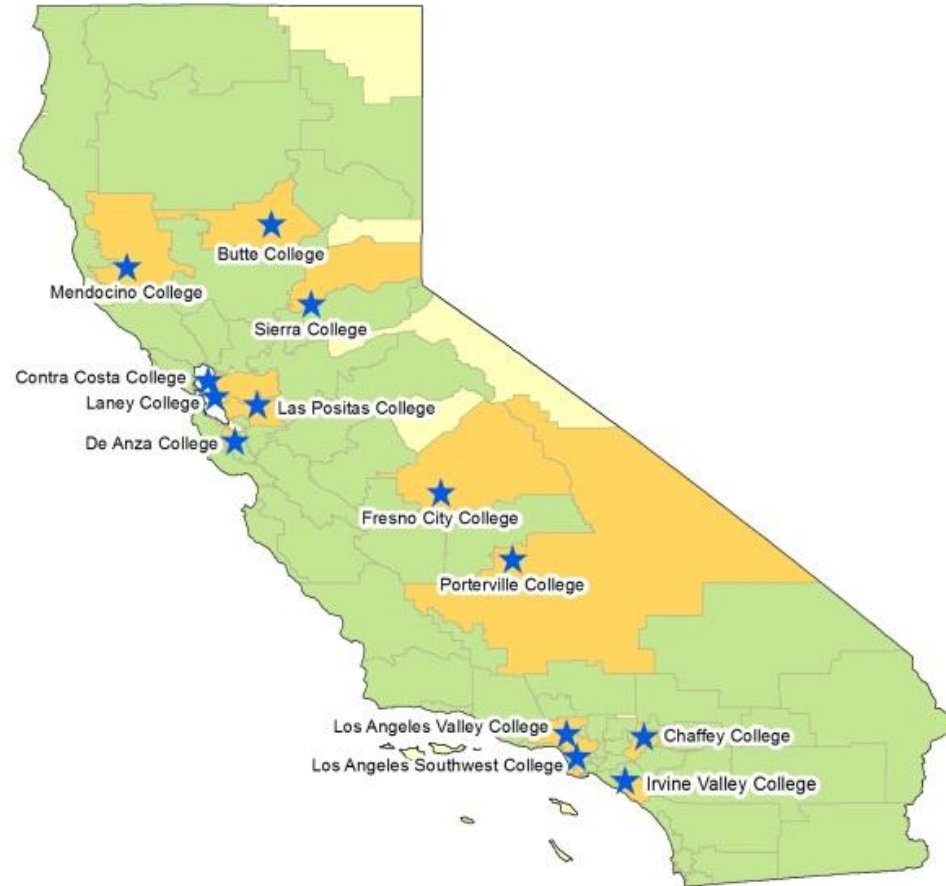 Butte College
Mendocino College
Sierra College
Contra Costa College
Laney College
Las Positas College
De Anza College
Fresno City College
Porterville College
Los Angeles Valley College
Chaffey College
Los Angeles Southwest College
Irvine Valley College